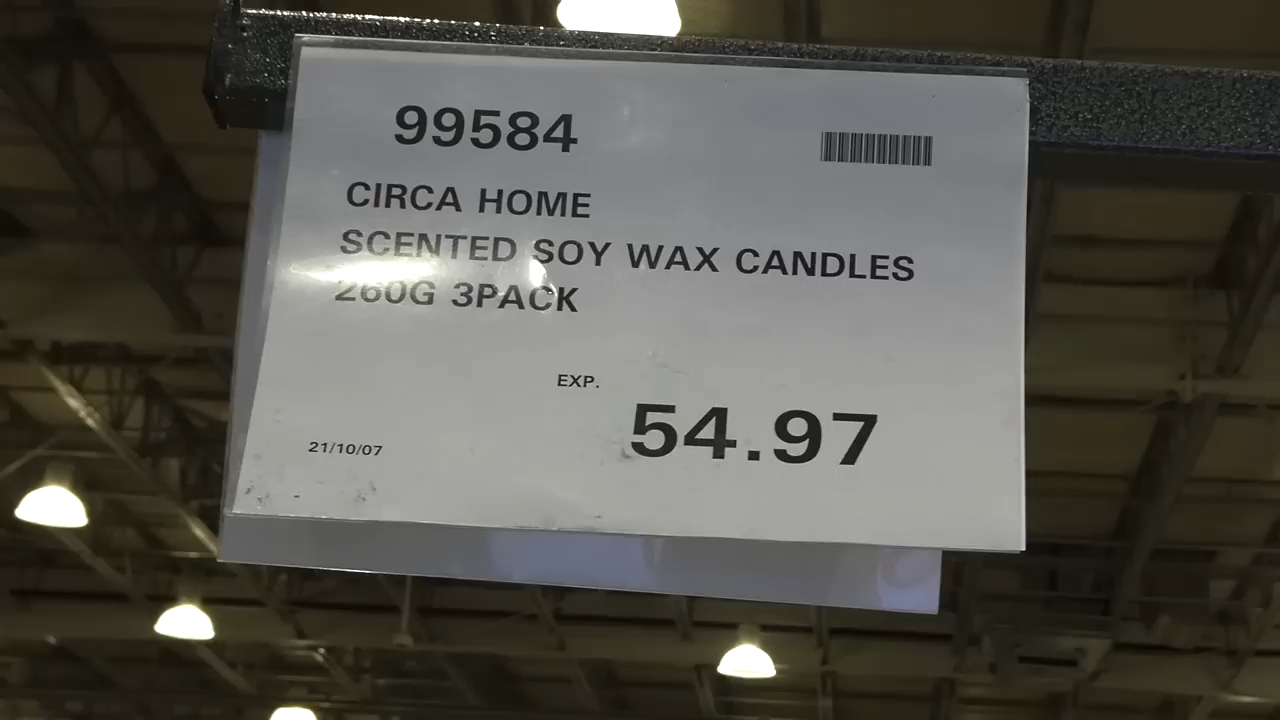 99584
CIRCA HOME
SCENTED SOY WAX CANDLES
260G 3PACK
EXP.
54.97
21/10/07